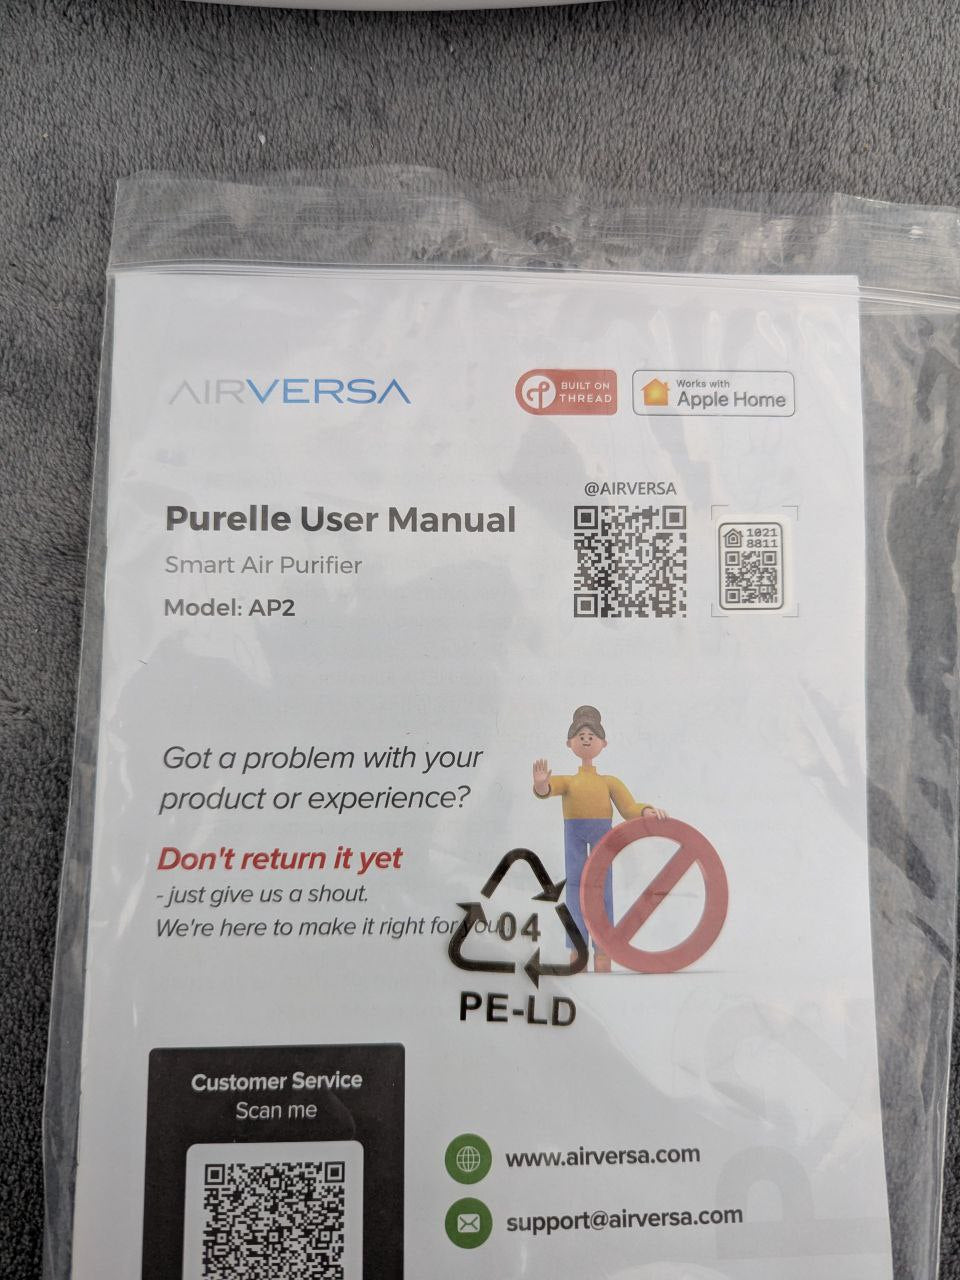 AIRVERSA
BUILT ON
THREAD
Works with
Apple Home
@AIRVERSA
Purelle User Manual
1021
8811
Smart Air Purifier
Model: AP2
Got a problem with your
product or experience?
Don't return it yet
- just give us a shout.
We're here to make it right for you
04
PE-LD
Customer Service
Scan me
www.airversa.com
support@airversa.com